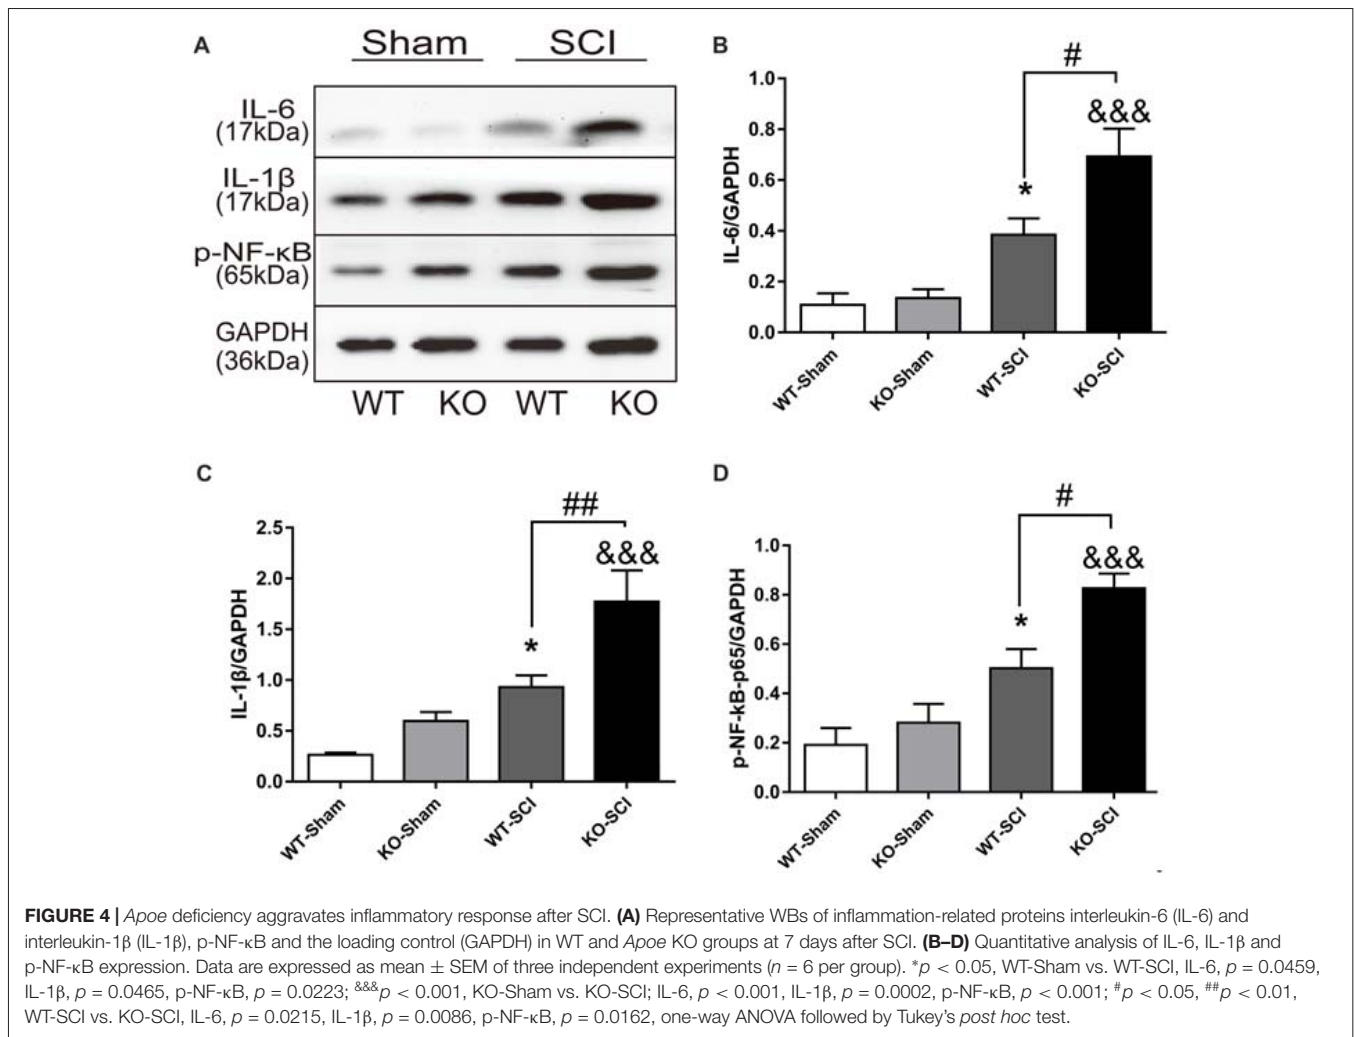 A
Sham SCI
IL-6
(17kDa)
IL-1β
(17kDa)
p-NF-κB
(65kDa)
GAPDH
(36kDa)
WT KO WT KO
B
#
&&&
*
IL-6/GAPDH
1.0
0.8
0.6
0.4
0.2
0.0
WT-Sham
KO-Sham
WT-SCI
KO-SCI
C
##
&&&
*
IL-1β/GAPDH
2.5
2.0
1.5
1.0
0.5
0.0
WT-Sham
KO-Sham
WT-SCI
KO-SCI
D
#
&&&
*
p-NF-kB-p65/GAPDH
1.0
0.8
0.6
0.4
0.2
0.0
WT-Sham
KO-Sham
WT-SCI
KO-SCI
FIGURE 4 | Apoe deficiency aggravates inflammatory response after SCI. (A) Representative WBs of inflammation-related proteins interleukin-6 (IL-6) and
interleukin-1β (IL-1β), p-NF-κB and the loading control (GAPDH) in WT and Apoe KO groups at 7 days after SCI. (B–D) Quantitative analysis of IL-6, IL-1β and
p-NF-κB expression. Data are expressed as mean ± SEM of three independent experiments (n = 6 per group). *p < 0.05, WT-Sham vs. WT-SCI, IL-6, p = 0.0459,
IL-1β, p = 0.0465, p-NF-κB, p = 0.0223; &&&p < 0.001, KO-Sham vs. KO-SCI; IL-6, p < 0.001, IL-1β, p = 0.0002, p-NF-κB, p < 0.001; #p < 0.05, ##p < 0.01,
WT-SCI vs. KO-SCI, IL-6, p = 0.0215, IL-1β, p = 0.0086, p-NF-κB, p = 0.0162, one-way ANOVA followed by Tukey's post hoc test.